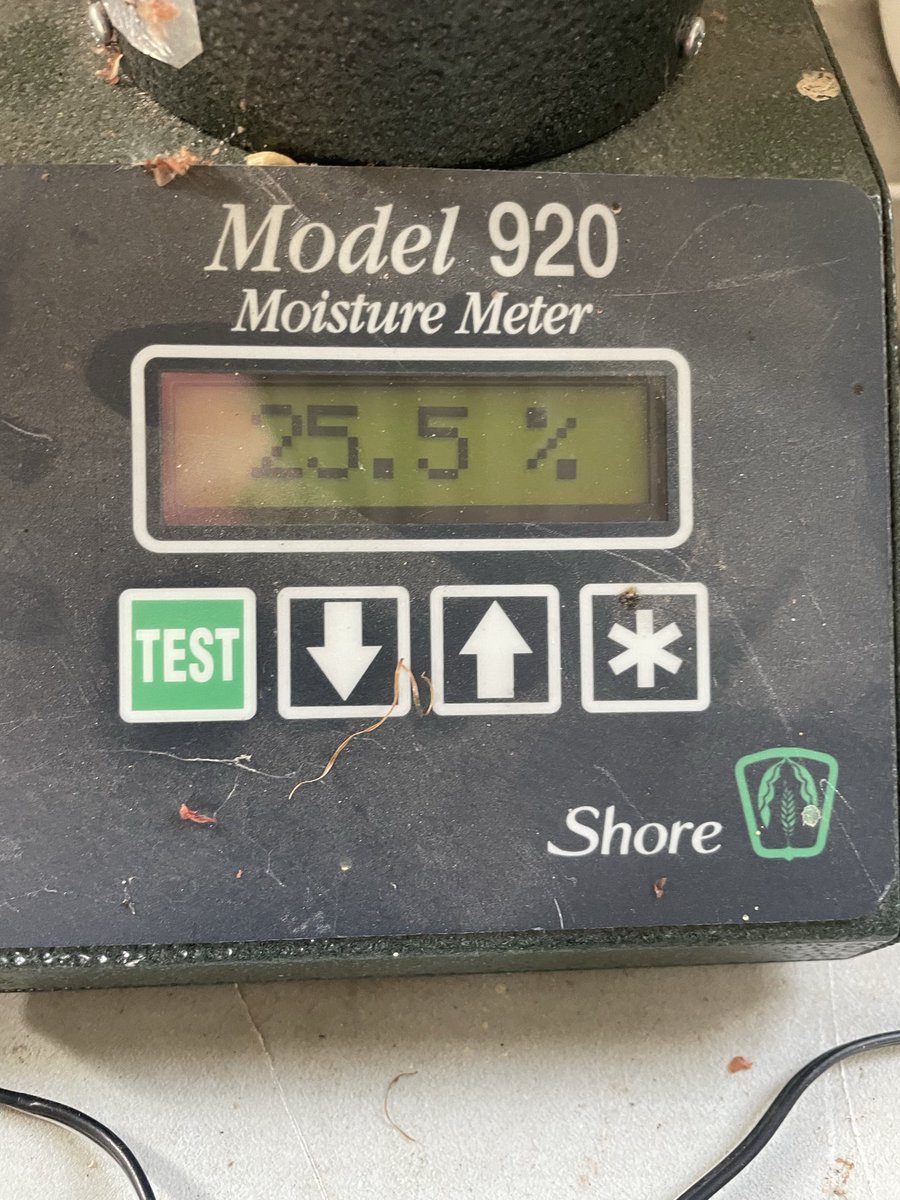 Model 920
Moisture Meter
25.5 %
TEST
*
Shore